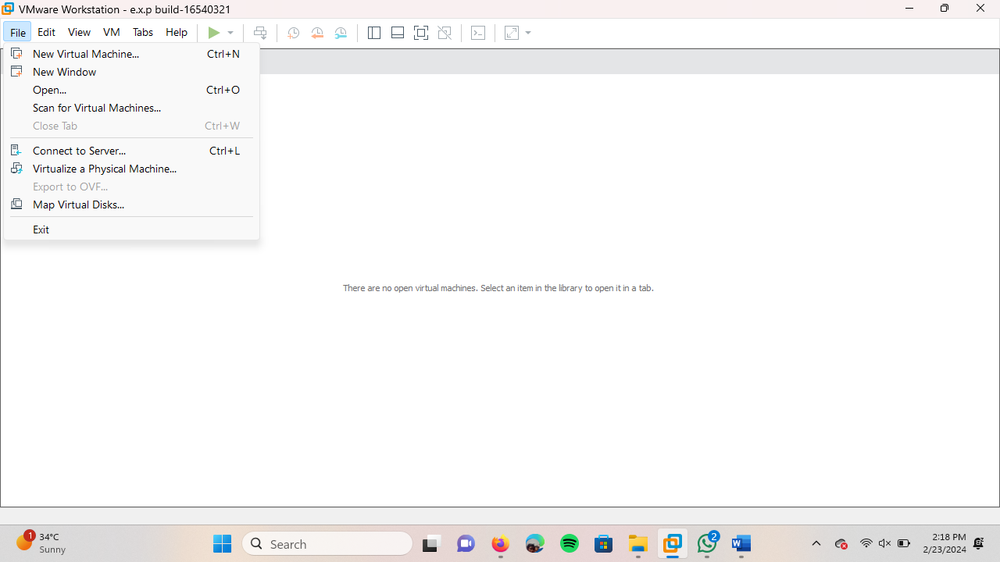 VMware Workstation - e.x.p build-16540321
File Edit View VM Tabs Help
New Virtual Machine... Ctrl+N
New Window
Open... Ctrl+O
Scan for Virtual Machines...
Close Tab Ctrl+W
Connect to Server... Ctrl+L
Virtualize a Physical Machine...
Export to OVF...
Map Virtual Disks...
Exit
There are no open virtual machines. Select an item in the library to open it in a tab.
1 34°C
Sunny
Search
2
W
2:18 PM
2/23/2024